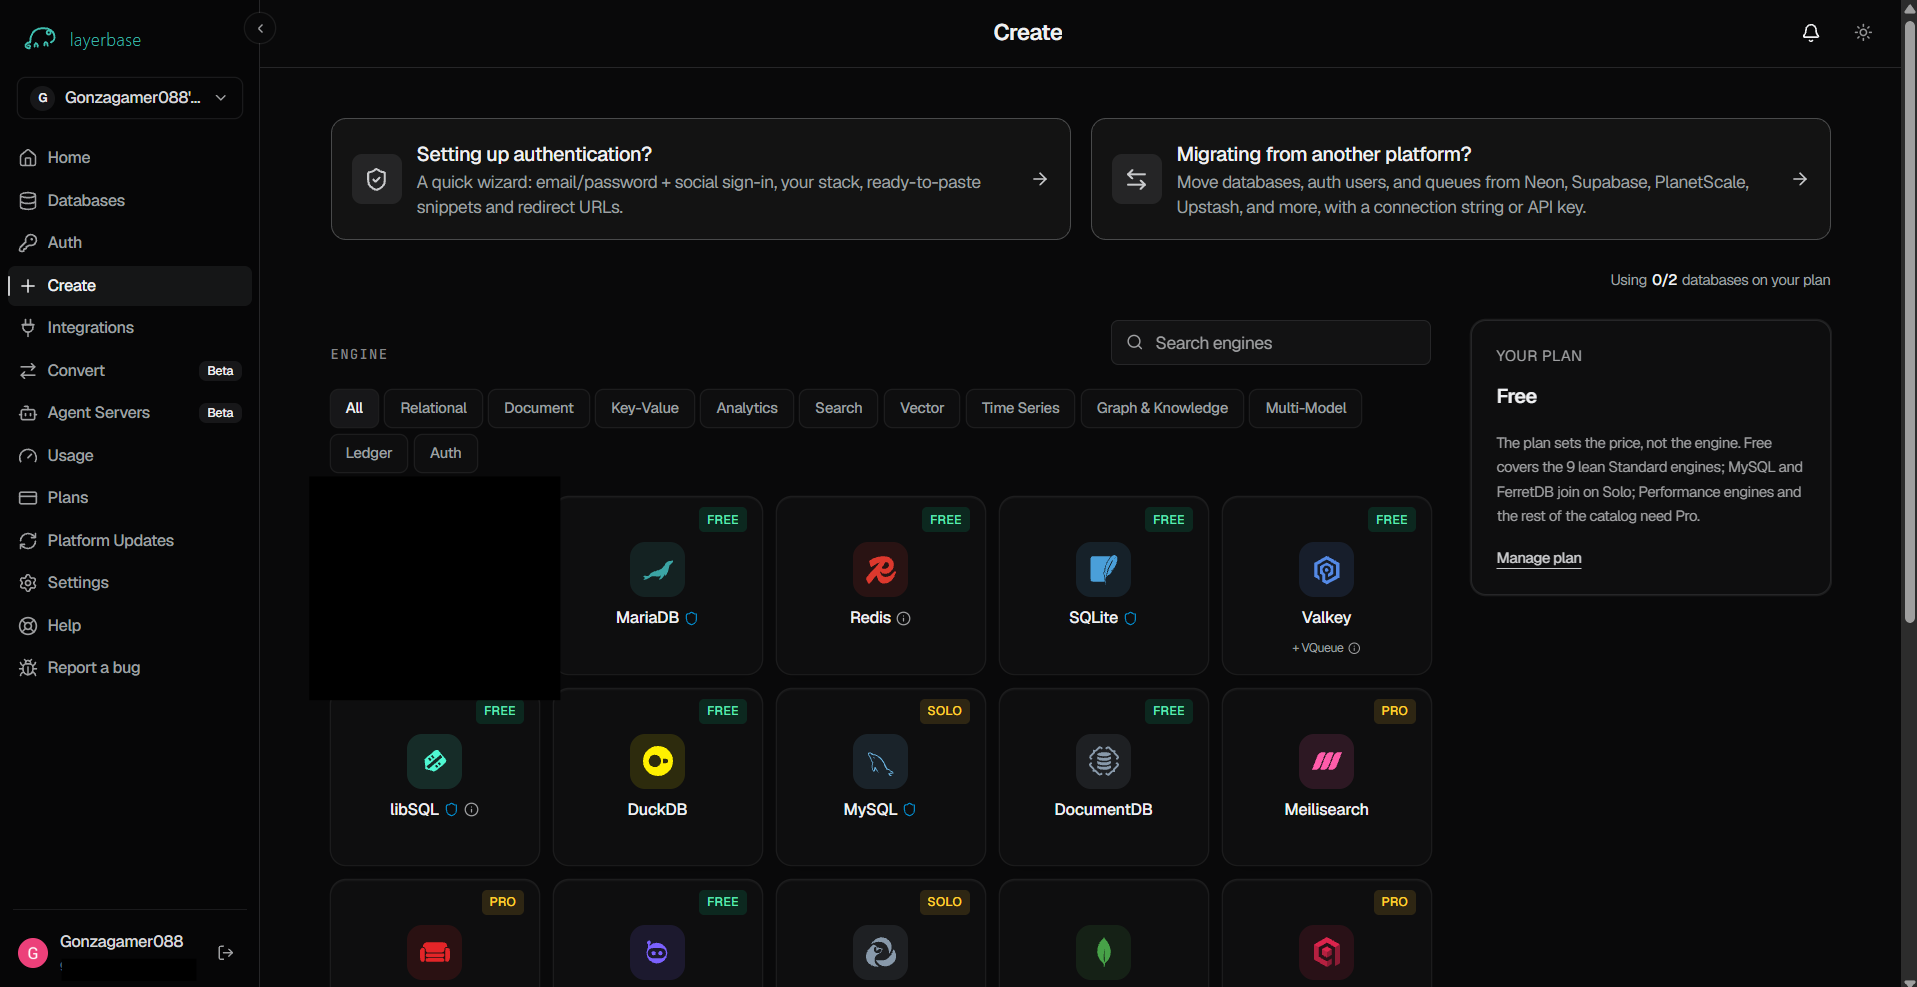 layerbase
G Gonzagamer088'...
Home
Databases
Auth
Create
Integrations
Convert Beta
Agent Servers Beta
Usage
Plans
Platform Updates
Settings
Help
Report a bug
G Gonzagamer088
Create
Setting up authentication?
A quick wizard: email/password + social sign-in, your stack, ready-to-paste
snippets and redirect URLs.
Migrating from another platform?
Move databases, auth users, and queues from Neon, Supabase, PlanetScale,
Upstash, and more, with a connection string or API key.
Using 0/2 databases on your plan
ENGINE
Search engines
All Relational Document Key-Value Analytics Search Vector Time Series Graph & Knowledge Multi-Model
Ledger Auth
FREE
MariaDB
FREE
Redis
FREE
SQLite
FREE
Valkey
+ VQueue
FREE
libSQL
FREE
DuckDB
SOLO
MySQL
FREE
DocumentDB
PRO
Meilisearch
PRO
FREE
SOLO
PRO
YOUR PLAN
Free
The plan sets the price, not the engine. Free
covers the 9 lean Standard engines; MySQL and
FerretDB join on Solo; Performance engines and
the rest of the catalog need Pro.
Manage plan